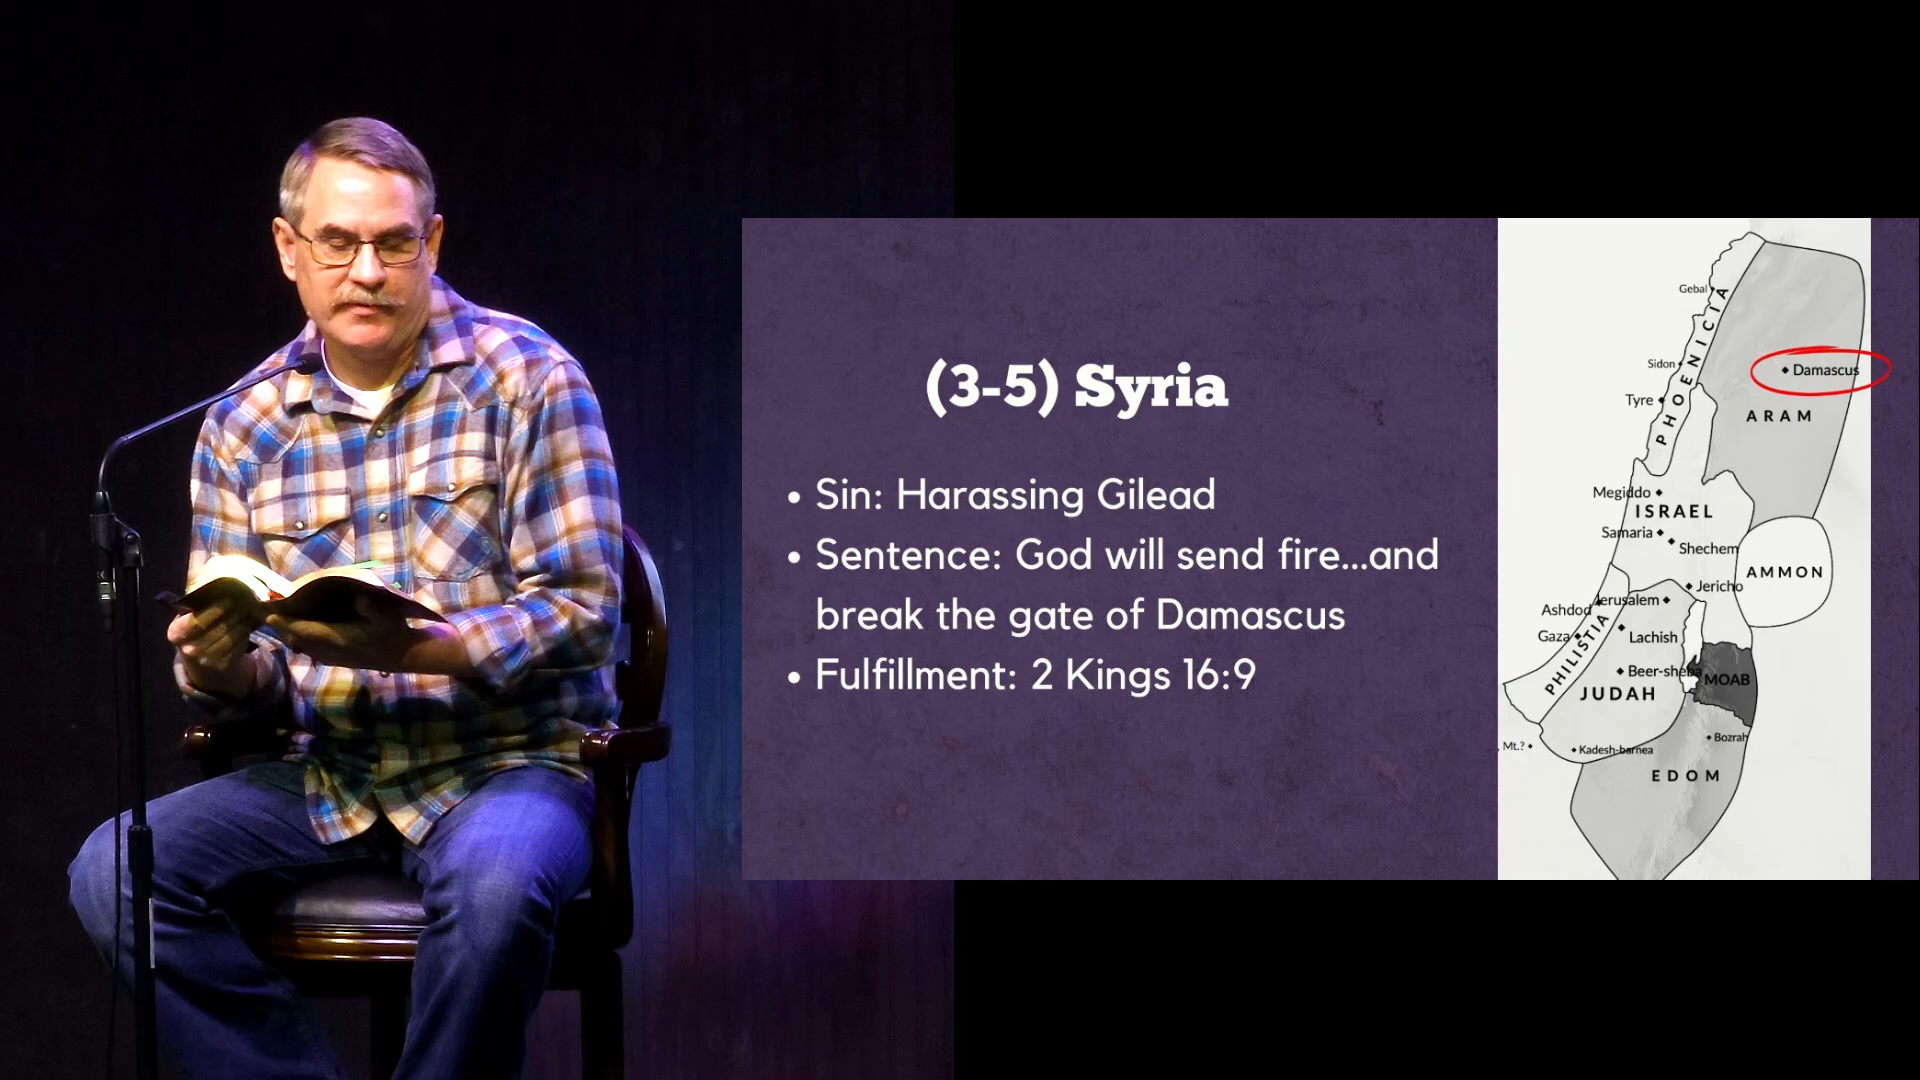 (3-5) Syria
• Sin: Harassing Gilead
• Sentence: God will send fire...and
break the gate of Damascus
• Fulfillment: 2 Kings 16:9
Gebal
PHOENICIA
Sidon
Damascus
Tyre
ARAM
Megiddo
ISRAEL
Samaria
Shechem
AMMON
Jericho
Jerusalem
Ashdod
Gaza
Lachish
PHILISTIA
Beer-sheba
MOAB
JUDAH
Bozrah
, Mt.?
Kadesh-barnea
EDOM